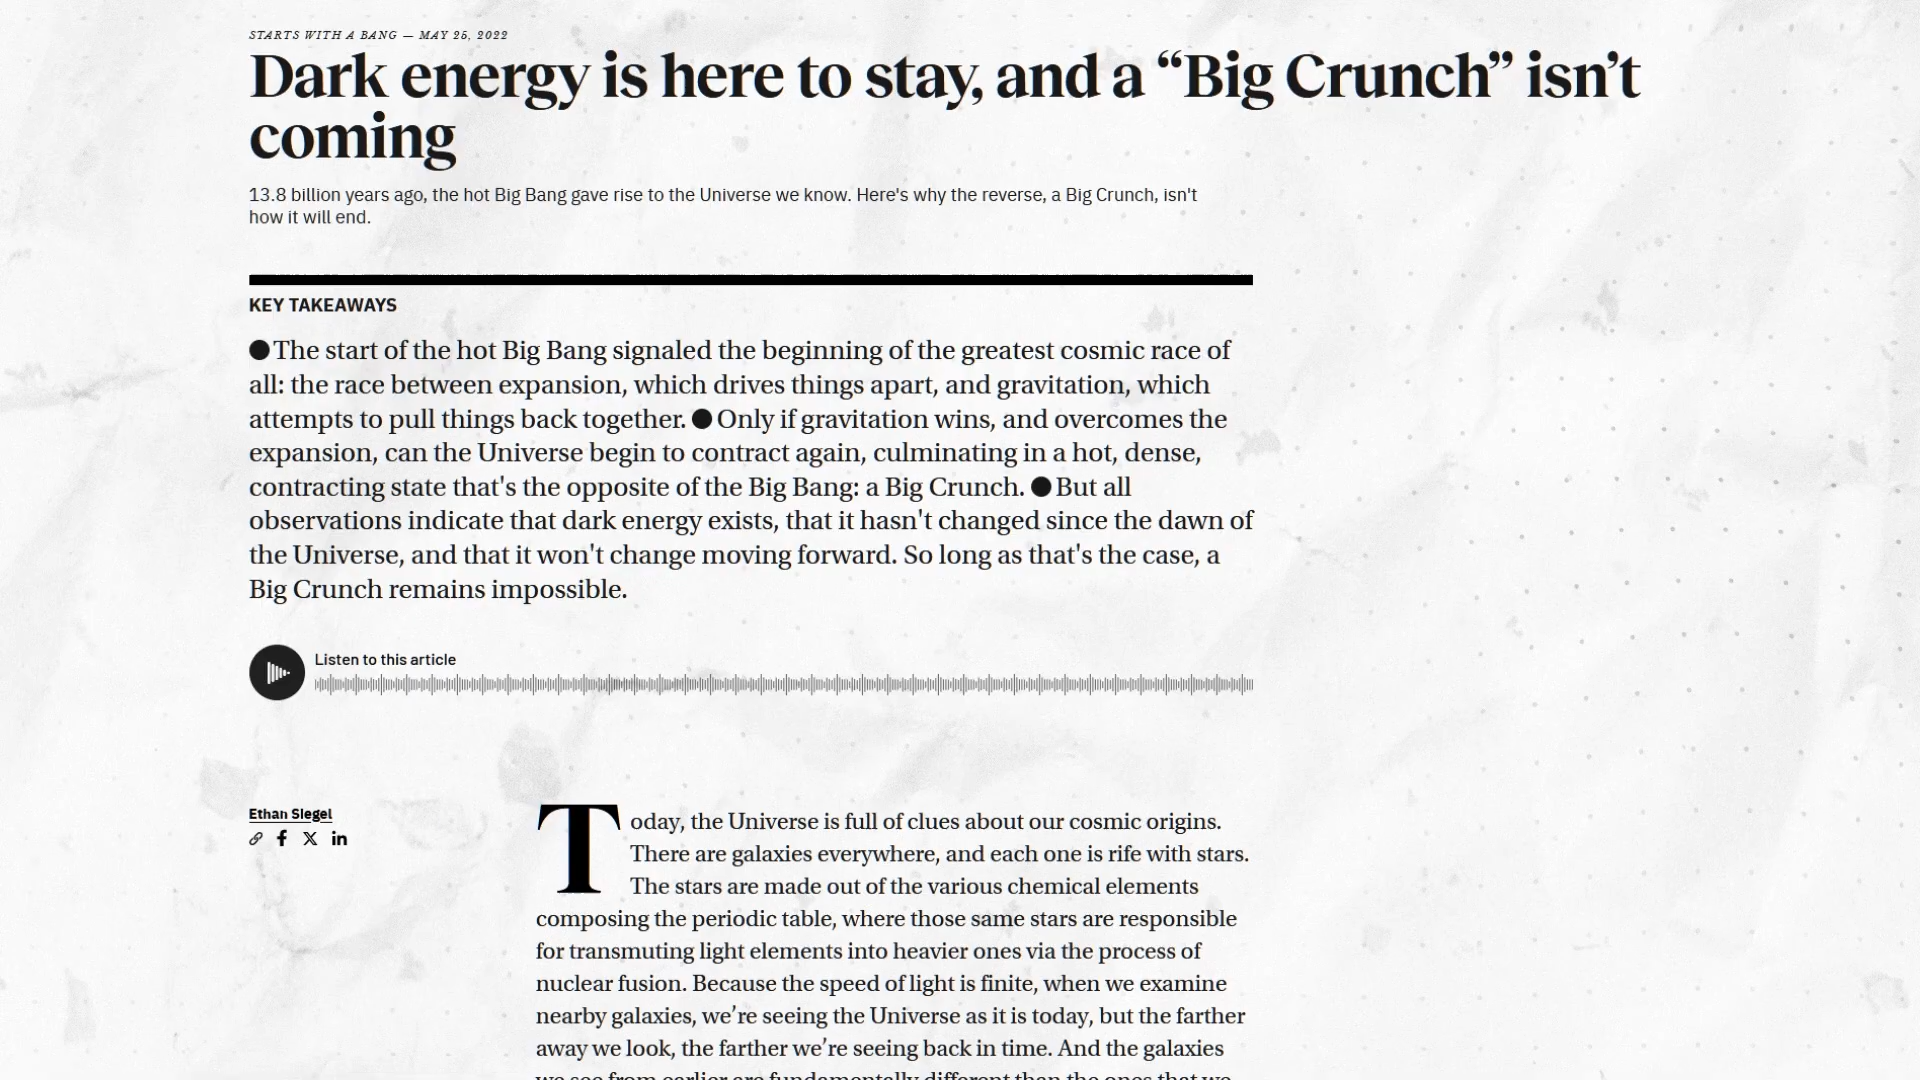 STARTS WITH A BANG — MAY 25, 2022
Dark energy is here to stay, and a “Big Crunch” isn’t
coming
13.8 billion years ago, the hot Big Bang gave rise to the Universe we know. Here's why the reverse, a Big Crunch, isn't
how it will end.
KEY TAKEAWAYS
●The start of the hot Big Bang signaled the beginning of the greatest cosmic race of
all: the race between expansion, which drives things apart, and gravitation, which
attempts to pull things back together. ●Only if gravitation wins, and overcomes the
expansion, can the Universe begin to contract again, culminating in a hot, dense,
contracting state that's the opposite of the Big Bang: a Big Crunch. ●But all
observations indicate that dark energy exists, that it hasn't changed since the dawn of
the Universe, and that it won't change moving forward. So long as that's the case, a
Big Crunch remains impossible.
Listen to this article
Ethan Siegel
Today, the Universe is full of clues about our cosmic origins.
There are galaxies everywhere, and each one is rife with stars.
The stars are made out of the various chemical elements
composing the periodic table, where those same stars are responsible
for transmuting light elements into heavier ones via the process of
nuclear fusion. Because the speed of light is finite, when we examine
nearby galaxies, we’re seeing the Universe as it is today, but the farther
away we look, the farther we’re seeing back in time. And the galaxies
we see from earlier are fundamentally different than the ones that we